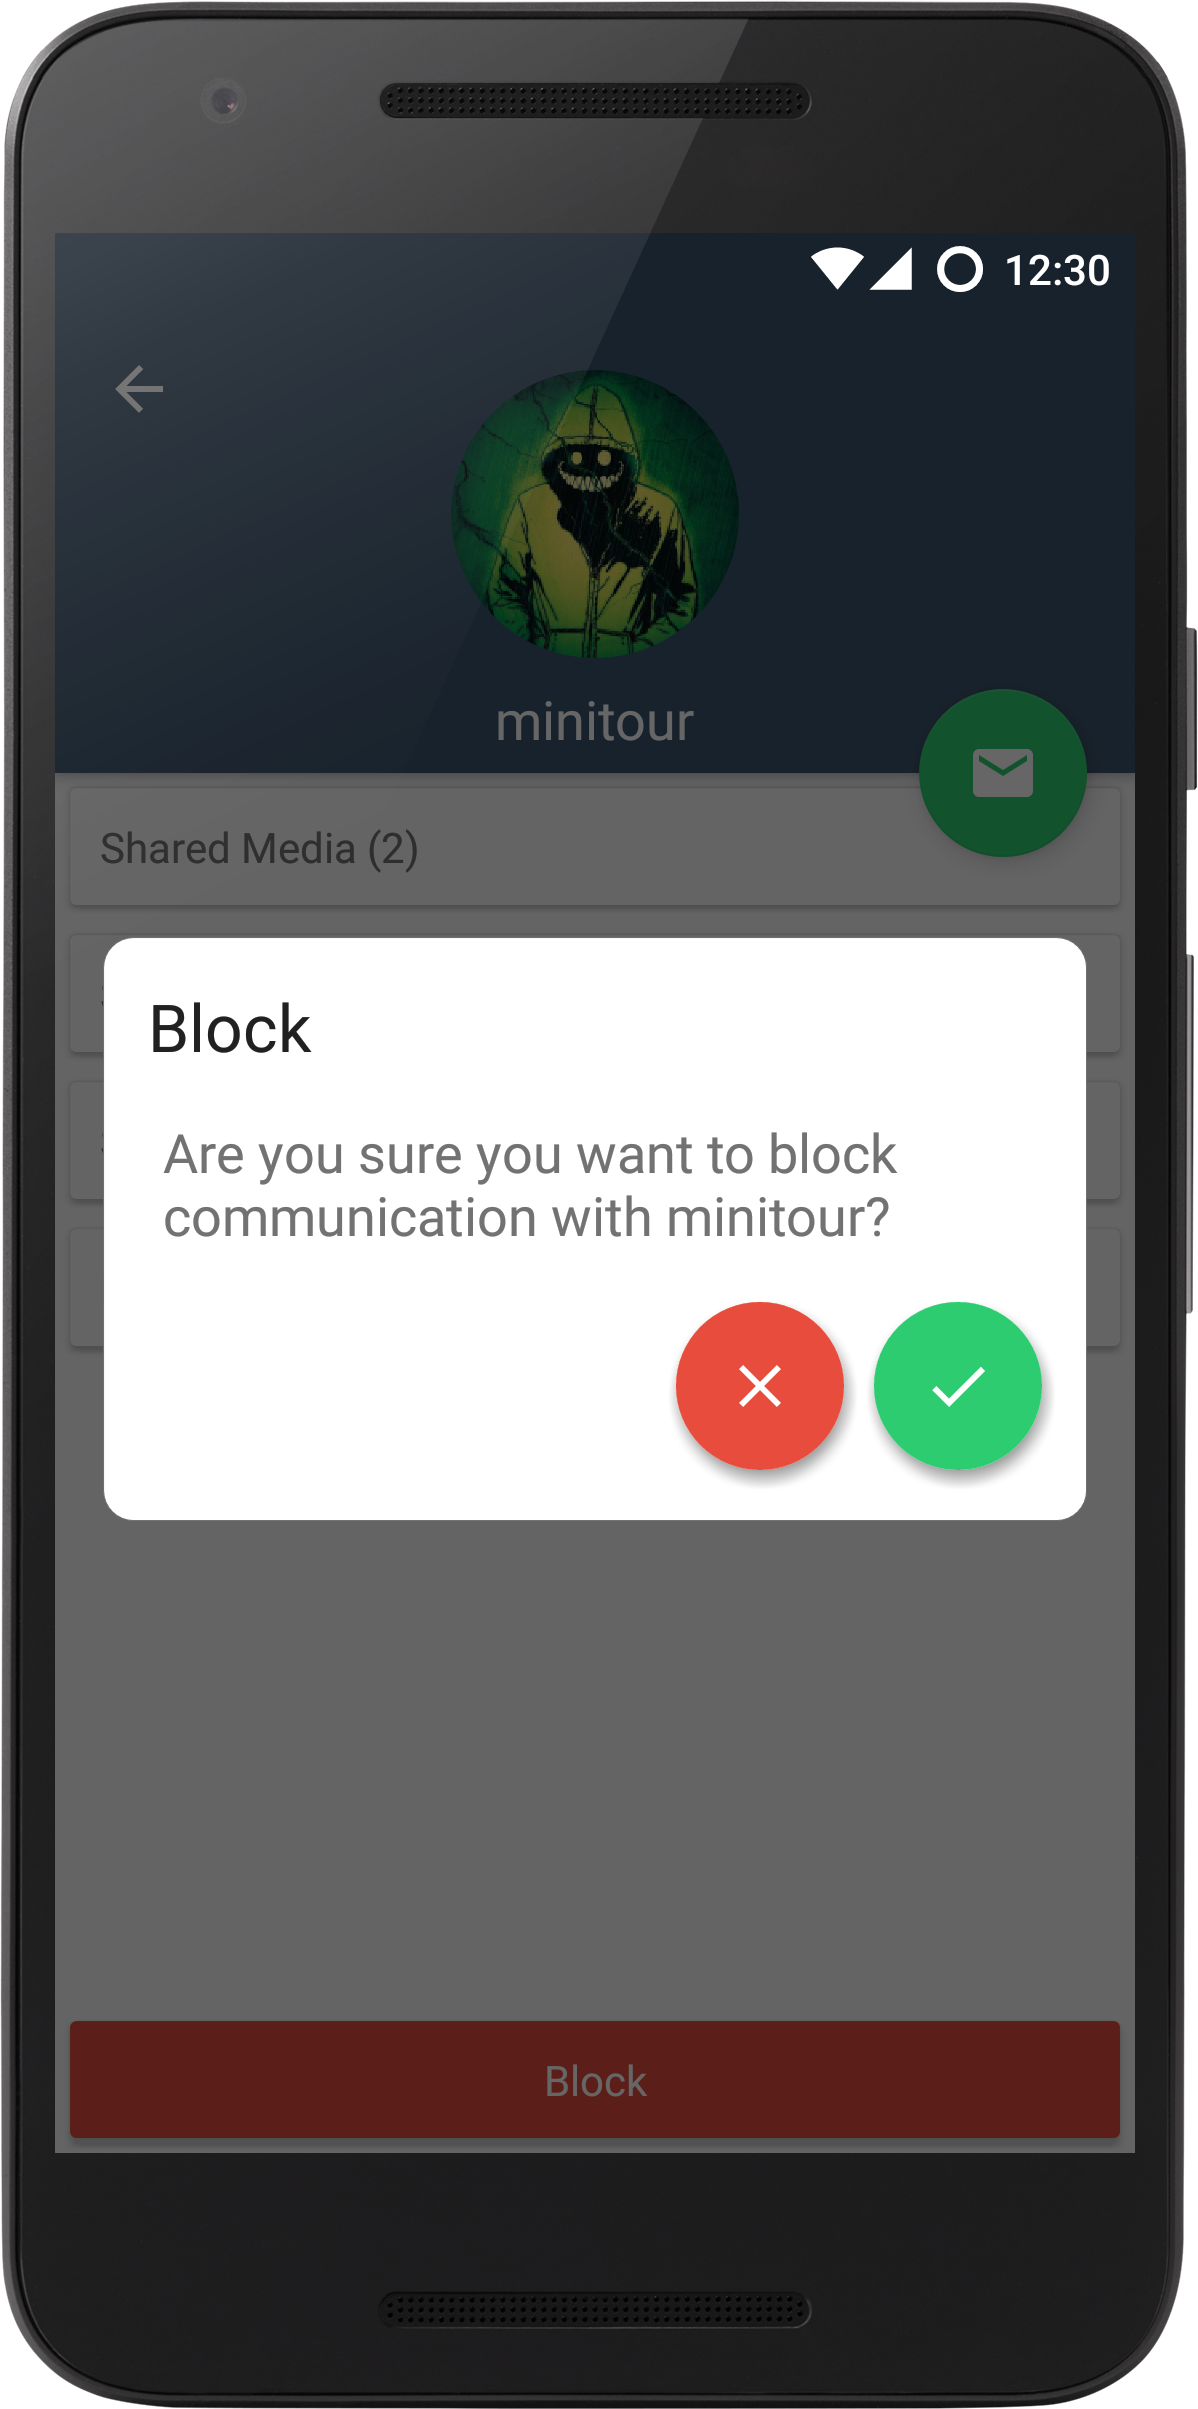 12:30
minitour
Shared Media (2)
Block
Are you sure you want to block
communication with minitour?
Block